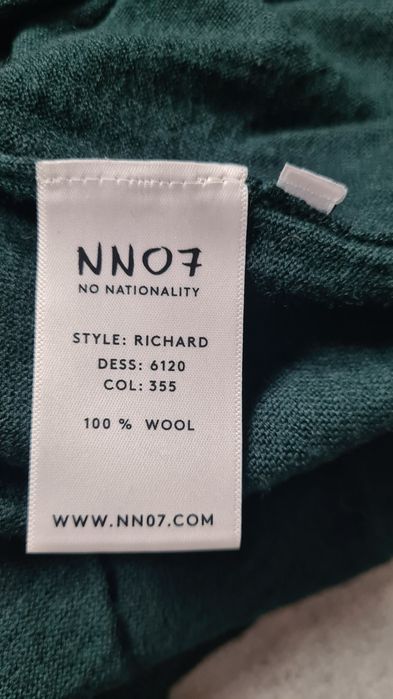 NN07
NO NATIONALITY
STYLE: RICHARD
DESS: 6120
COL: 355
100 % WOOL
WWW.NN07.COM